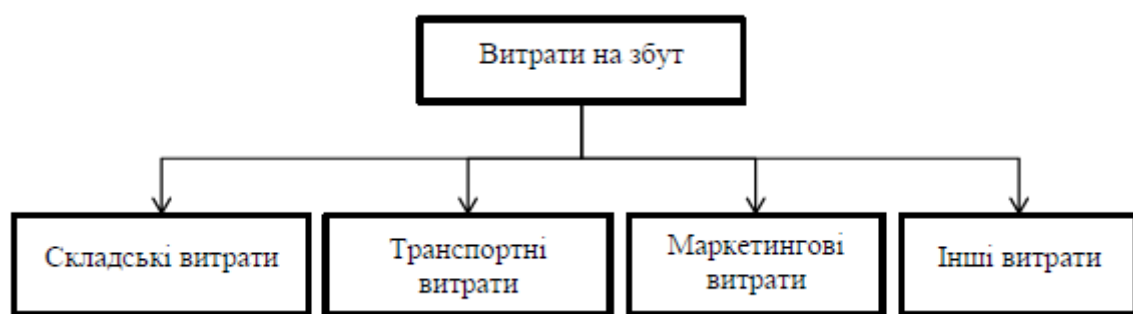 Витрати на збут
Складські витрати
Транспортні
витрати
Маркетингові
витрати
Інші витрати